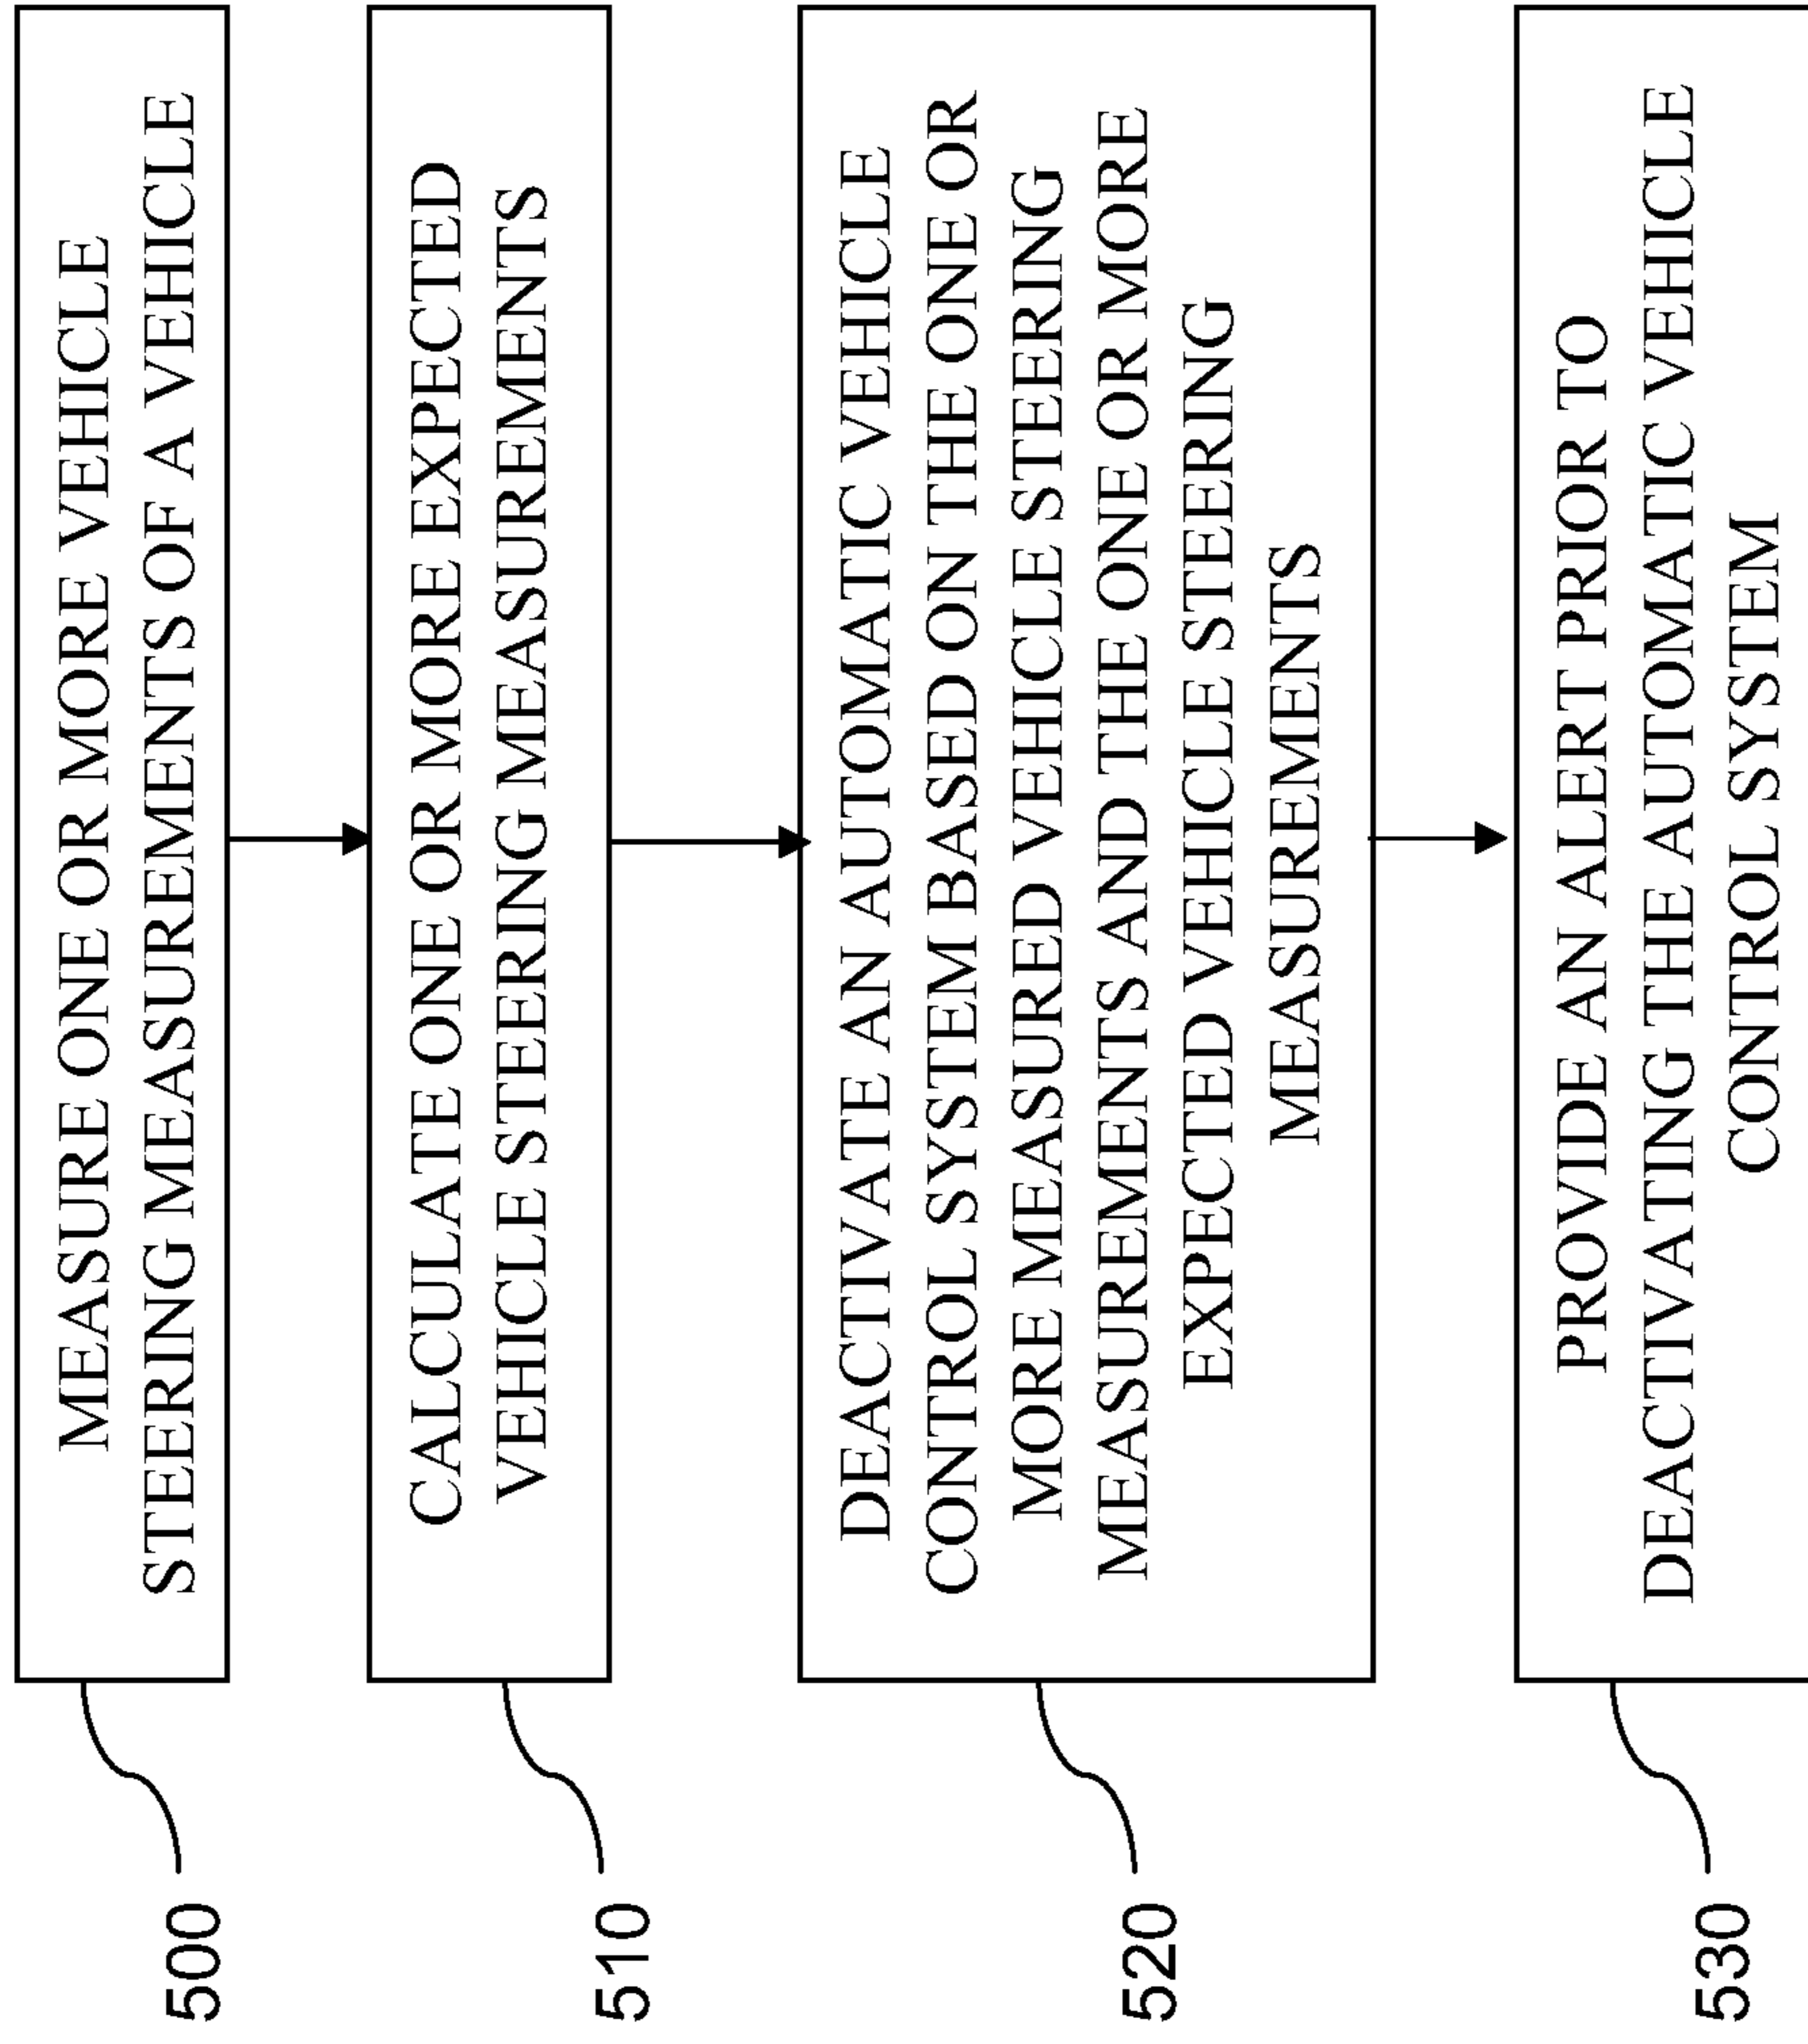 500
MEASURE ONE OR MORE VEHICLE
STEERING MEASUREMENTS OF A VEHICLE
510
CALCULATE ONE OR MORE EXPECTED
VEHICLE STEERING MEASUREMENTS
520
DEACTIVATE AN AUTOMATIC VEHICLE
CONTROL SYSTEM BASED ON THE ONE OR
MORE MEASURED VEHICLE STEERING
MEASUREMENTS AND THE ONE OR MORE
EXPECTED VEHICLE STEERING
MEASUREMENTS
530
PROVIDE AN ALERT PRIOR TO
DEACTIVATING THE AUTOMATIC VEHICLE
CONTROL SYSTEM